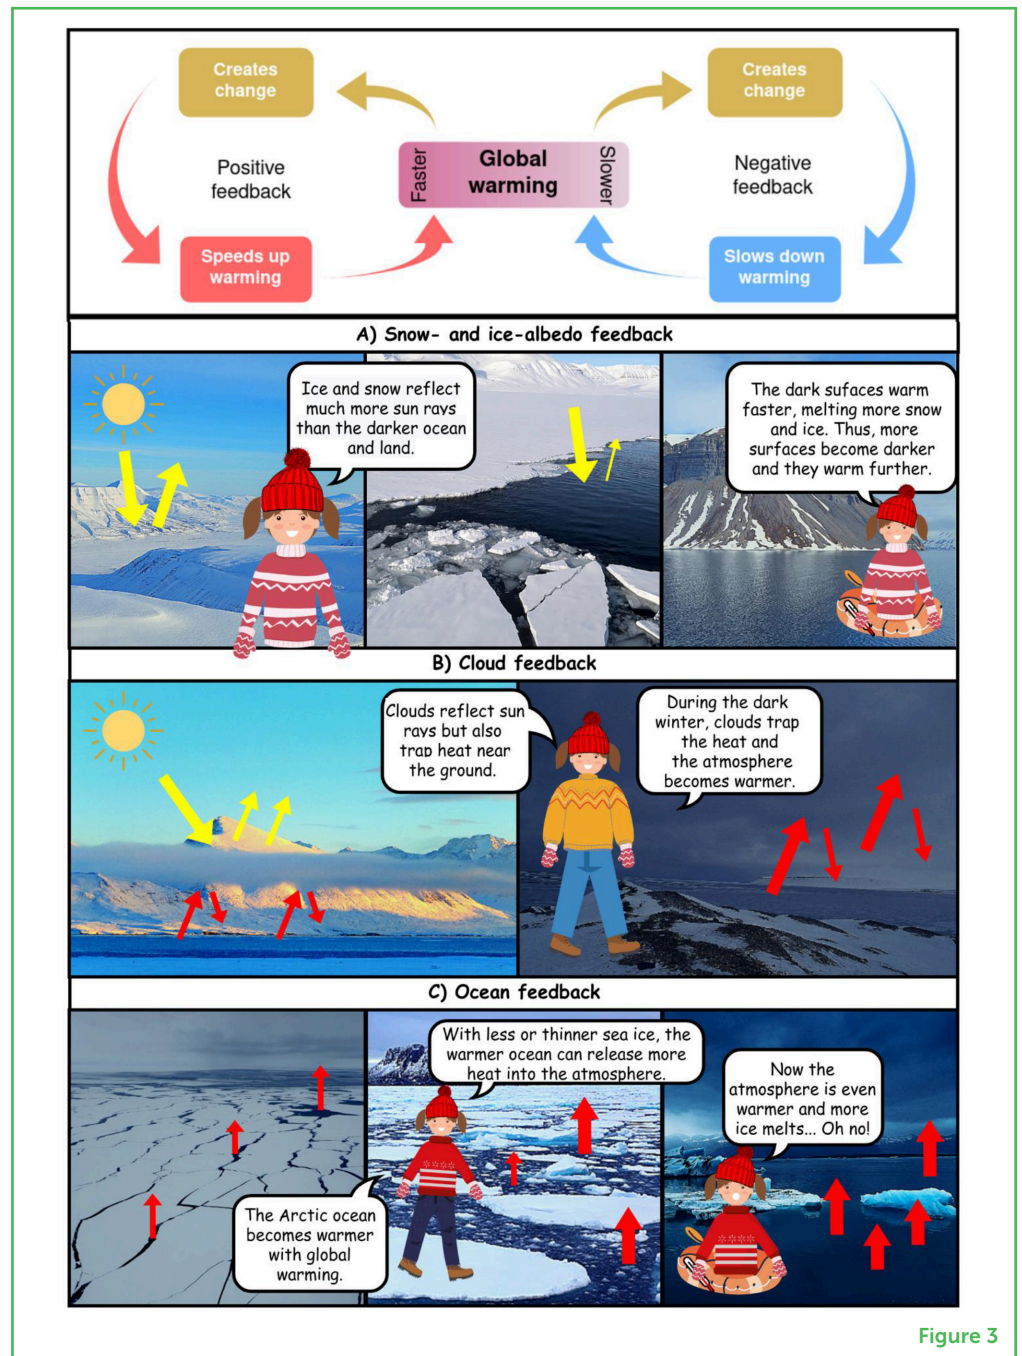 Creates
change
Creates
change
Positive
feedback
Faster
Global
warming
Slower
Negative
feedback
Speeds up
warming
Slows down
warming
A) Snow- and ice-albedo feedback
Ice and snow reflect
much more sun rays
than the darker ocean
and land.
The dark sufaces warm
faster, melting more snow
and ice. Thus, more
surfaces become darker
and they warm further.
B) Cloud feedback
Clouds reflect sun
rays but also
trap heat near
the ground.
During the dark
winter, clouds trap
the heat and
the atmosphere
becomes warmer.
C) Ocean feedback
The Arctic ocean
becomes warmer
with global
warming.
With less or thinner sea ice, the
warmer ocean can release more
heat into the atmosphere.
Now the
atmosphere is even
warmer and more
ice melts... Oh no!
Figure 3